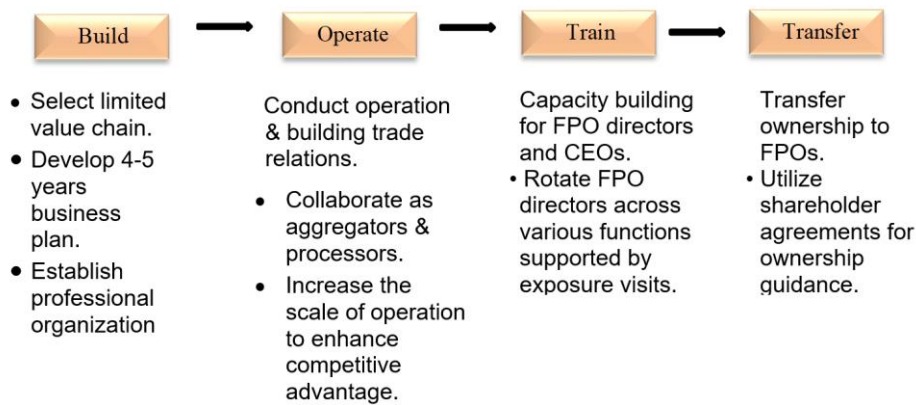 Build
Operate
Train
Transfer
• Select limited
value chain.
• Develop 4-5
years
business
plan.
• Establish
professional
organization
Conduct operation
& building trade
relations.
• Collaborate as
aggregators &
processors.
• Increase the
scale of operation
to enhance
competitive
advantage.
Capacity building
for FPO directors
and CEOs.
• Rotate FPO
directors across
various functions
supported by
exposure visits.
Transfer
ownership to
FPOs.
• Utilize
shareholder
agreements for
ownership
guidance.